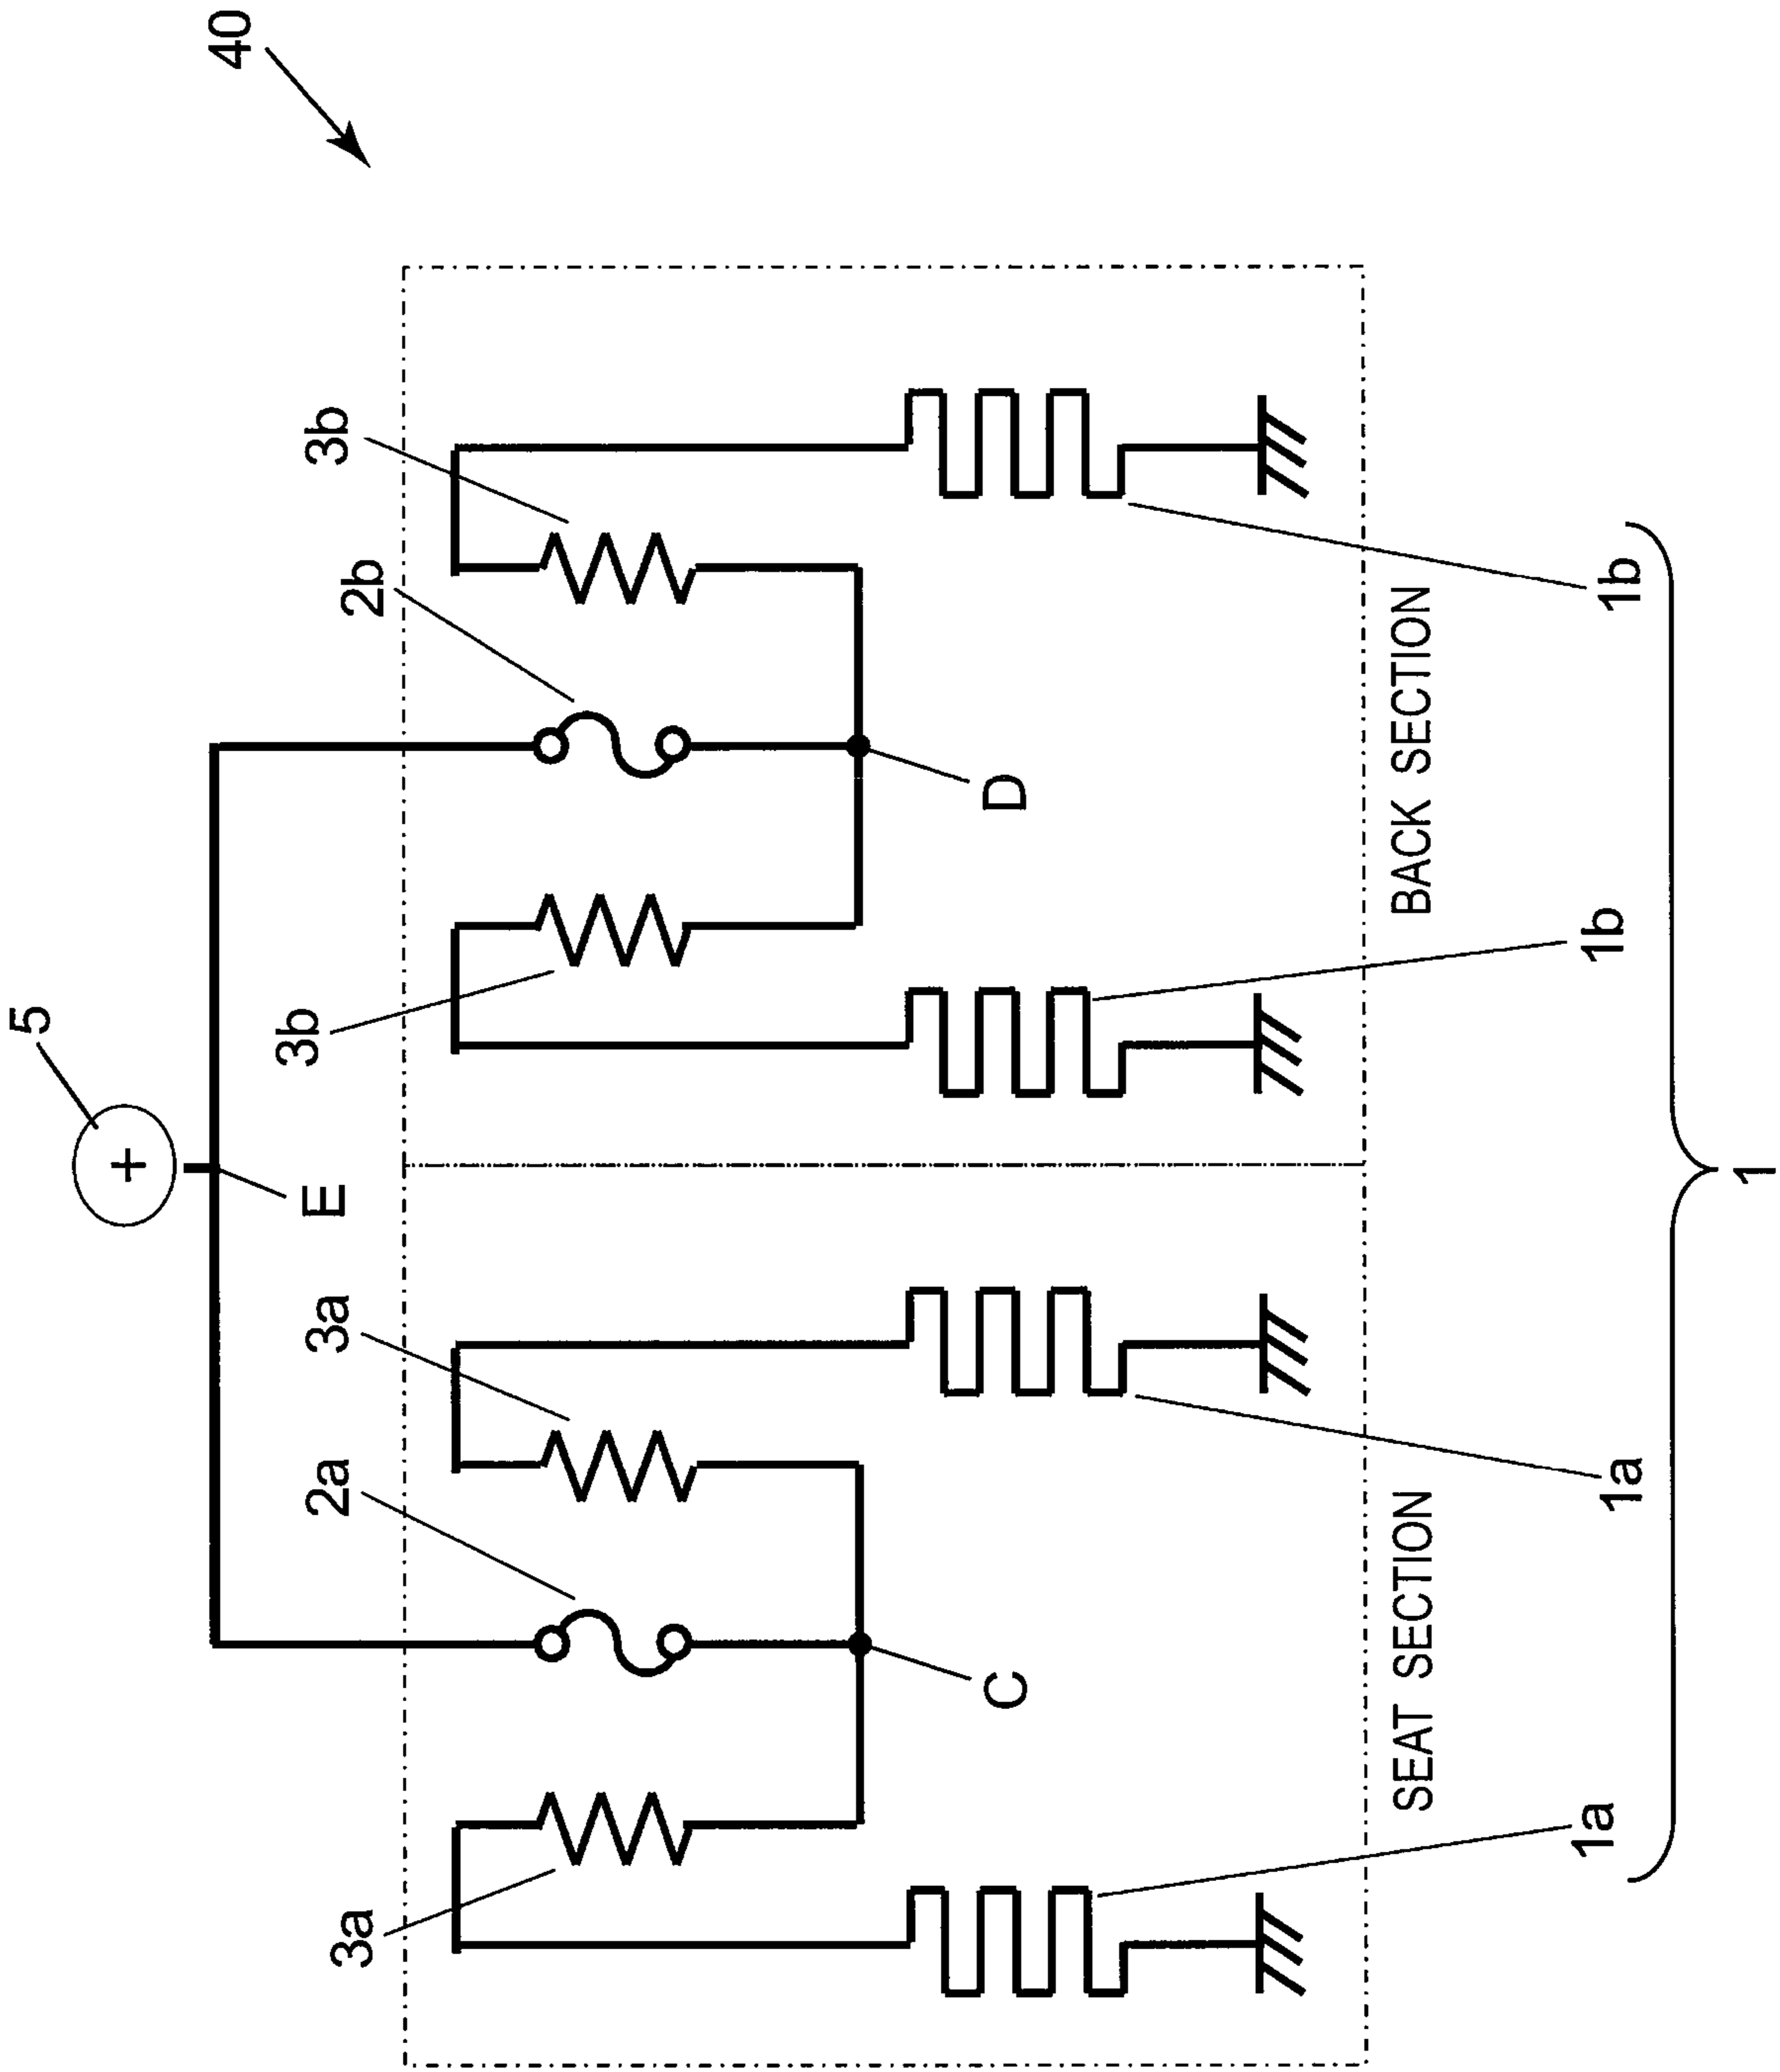 40
5
+
E
3a
2a
3a
3b
2b
3b
C
D
1a
1a
1b
1b
SEAT SECTION
BACK SECTION
1